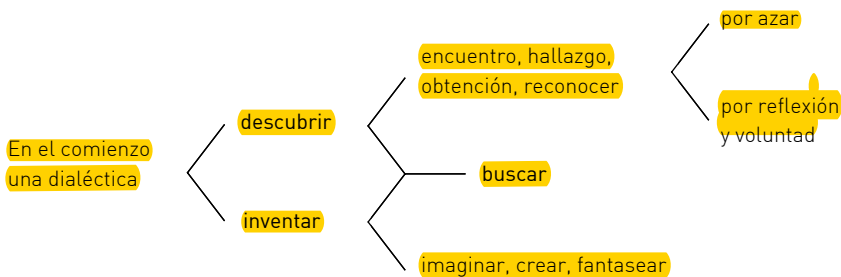 En el comienzo
una dialéctica
descubrir
inventar
encuentro, hallazgo,
obtención, reconocer
buscar
imaginar, crear, fantasear
por azar
por reflexión
y voluntad